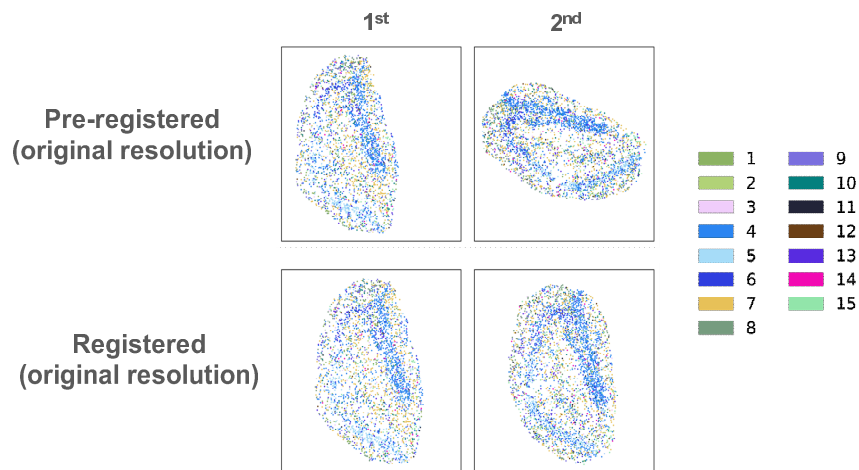 1st
2nd
Pre-registered
(original resolution)
Registered
(original resolution)
1
2
3
4
5
6
7
8
9
10
11
12
13
14
15